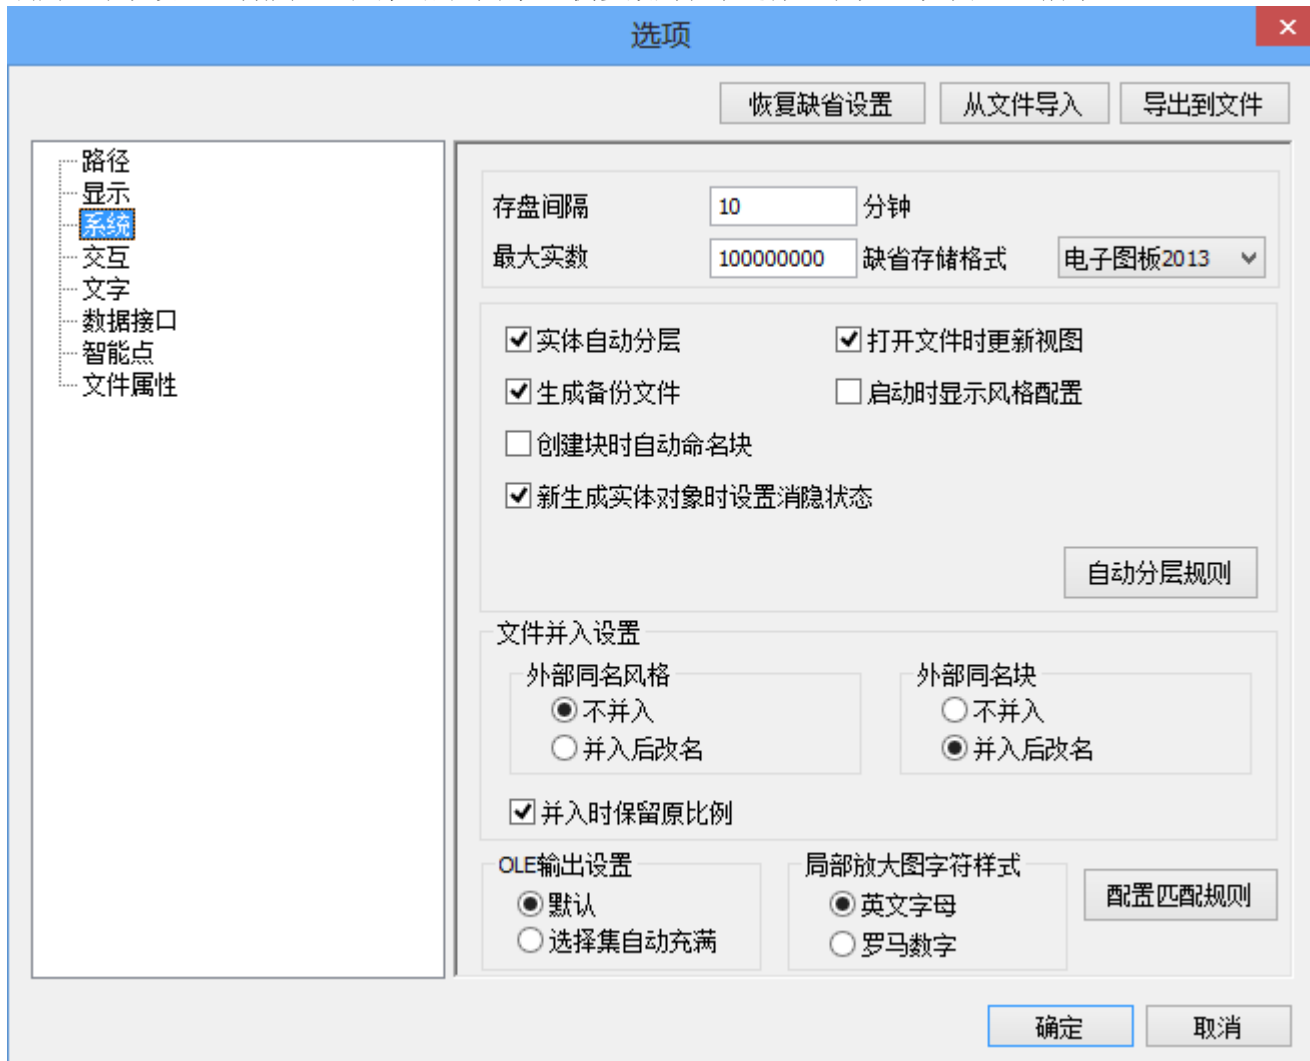 选项
恢复缺省设置 从文件导入 导出到文件
路径
显示
系统
交互
文字
数据接口
智能点
文件属性
存盘间隔 10 分钟
最大实数 100000000 缺省存储格式 电子图板2013
实体自动分层 打开文件时更新视图
生成备份文件 启动时显示风格配置
创建块时自动命名块
新生成实体对象时设置消隐状态
自动分层规则
文件并入设置
外部同名风格 外部同名块
不并入 不并入
并入后改名 并入后改名
并入时保留原比例
OLE输出设置 局部放大图字符样式
默认 英文字母 配置匹配规则
选择集自动充满 罗马数字
确定 取消